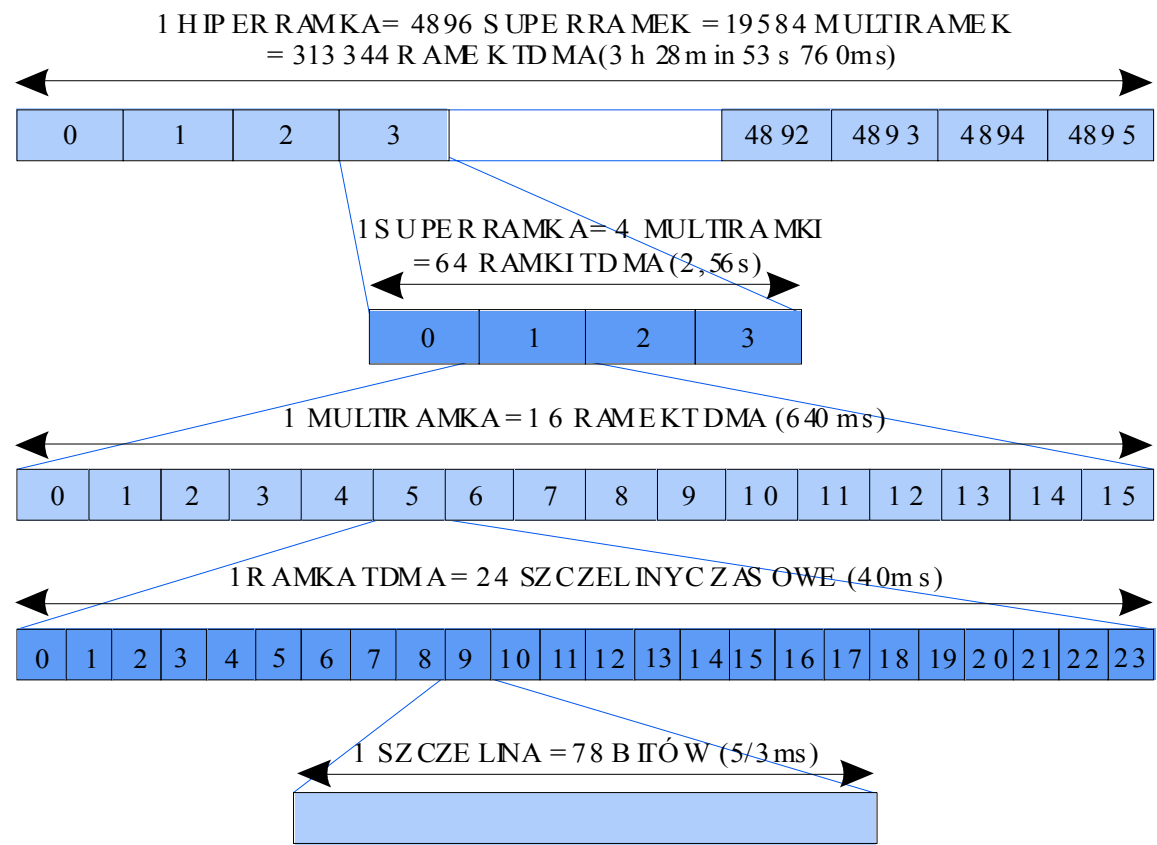 1 HIPERRAMKA= 4896 SUPERRAMEK =19584 MULTIRAMEK
= 313 344 RAMEK TDMA(3 h 28min 53 s 760ms)
0 1 2 3 4892 4893 4894 4895
1 SUPERRAMKA= 4 MULTIRAMKI
=64 RAMKI TDMA(2,56s)
0 1 2 3
1 MULTIRAMKA=16 RAMEK TDMA (640 ms)
0 1 2 3 4 5 6 7 8 9 10 11 12 13 14 15
1 RAMKA TDMA= 24 SZCZELINY CZASOWE (40ms)
0 1 2 3 4 5 6 7 8 9 10 11 12 13 14 15 16 17 18 19 20 21 22 23
1 SZCZELINA =78 BITÓW (5/3ms)